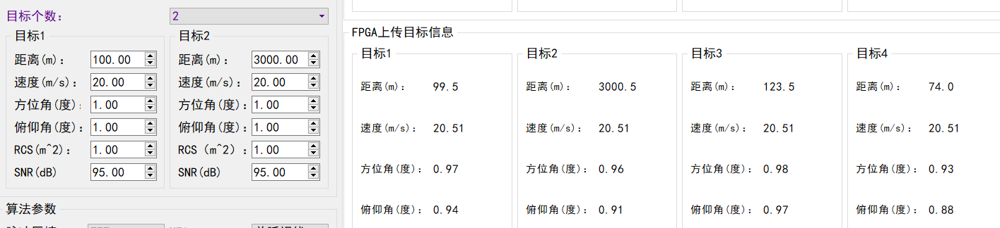 目标个数： 2
目标1 目标2
距离(m)： 100.00 距离(m)： 3000.00
速度(m/s)： 20.00 速度(m/s)： 20.00
方位角(度)： 1.00 方位角(度)： 1.00
俯仰角(度)： 1.00 俯仰角(度)： 1.00
RCS(m^2)： 1.00 RCS (m^2)： 1.00
SNR(dB) 95.00 SNR(dB) 95.00
算法参数
FPGA上传目标信息
目标1 目标2 目标3 目标4
距离(m)： 99.5 距离(m)： 3000.5 距离(m)： 123.5 距离(m)： 74.0
速度(m/s)： 20.51 速度(m/s)： 20.51 速度(m/s)： 20.51 速度(m/s)： 20.51
方位角(度)： 0.97 方位角(度)： 0.96 方位角(度)： 0.98 方位角(度)： 0.93
俯仰角(度)： 0.94 俯仰角(度)： 0.91 俯仰角(度)： 0.97 俯仰角(度)： 0.88